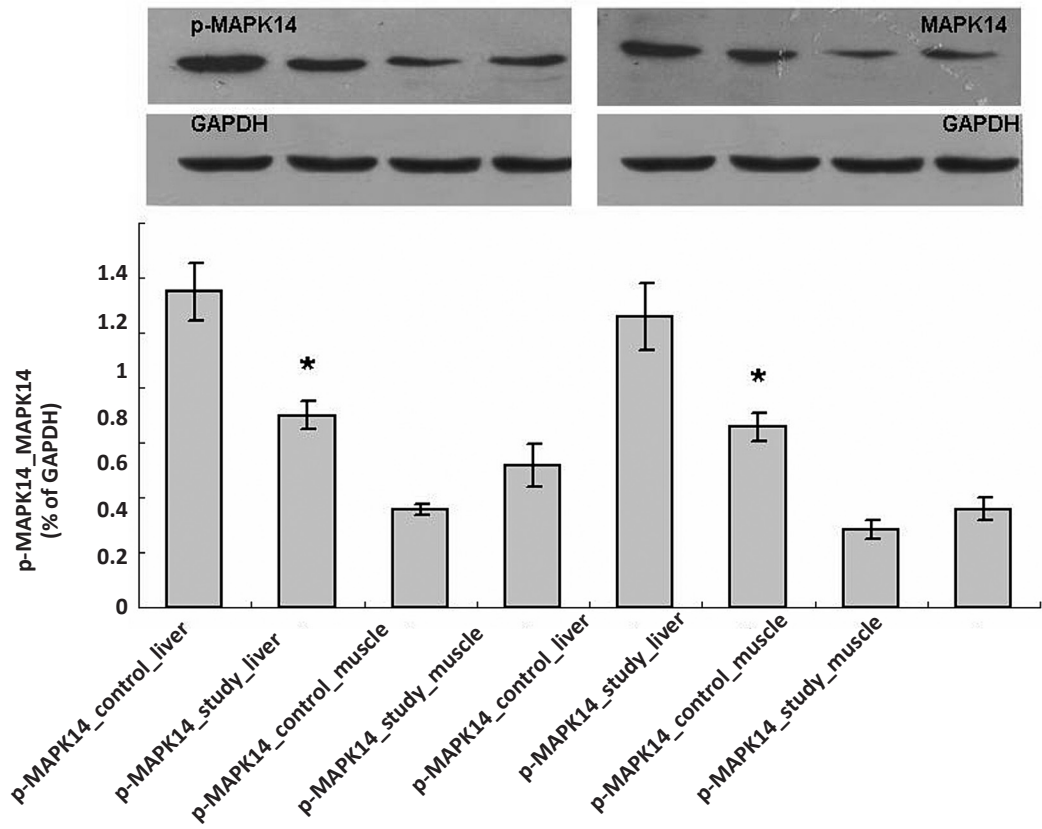 p-MAPK14
MAPK14
GAPDH
GAPDH
1.4
1.2
1
0.8
0.6
0.4
0.2
0
p-MAPK14_MAPK14
(% of GAPDH)
*
*
p-MAPK14_control_liver
p-MAPK14_study_liver
p-MAPK14_control_muscle
p-MAPK14_study_muscle
p-MAPK14_control_liver
p-MAPK14_study_liver
p-MAPK14_control_muscle
p-MAPK14_study_muscle